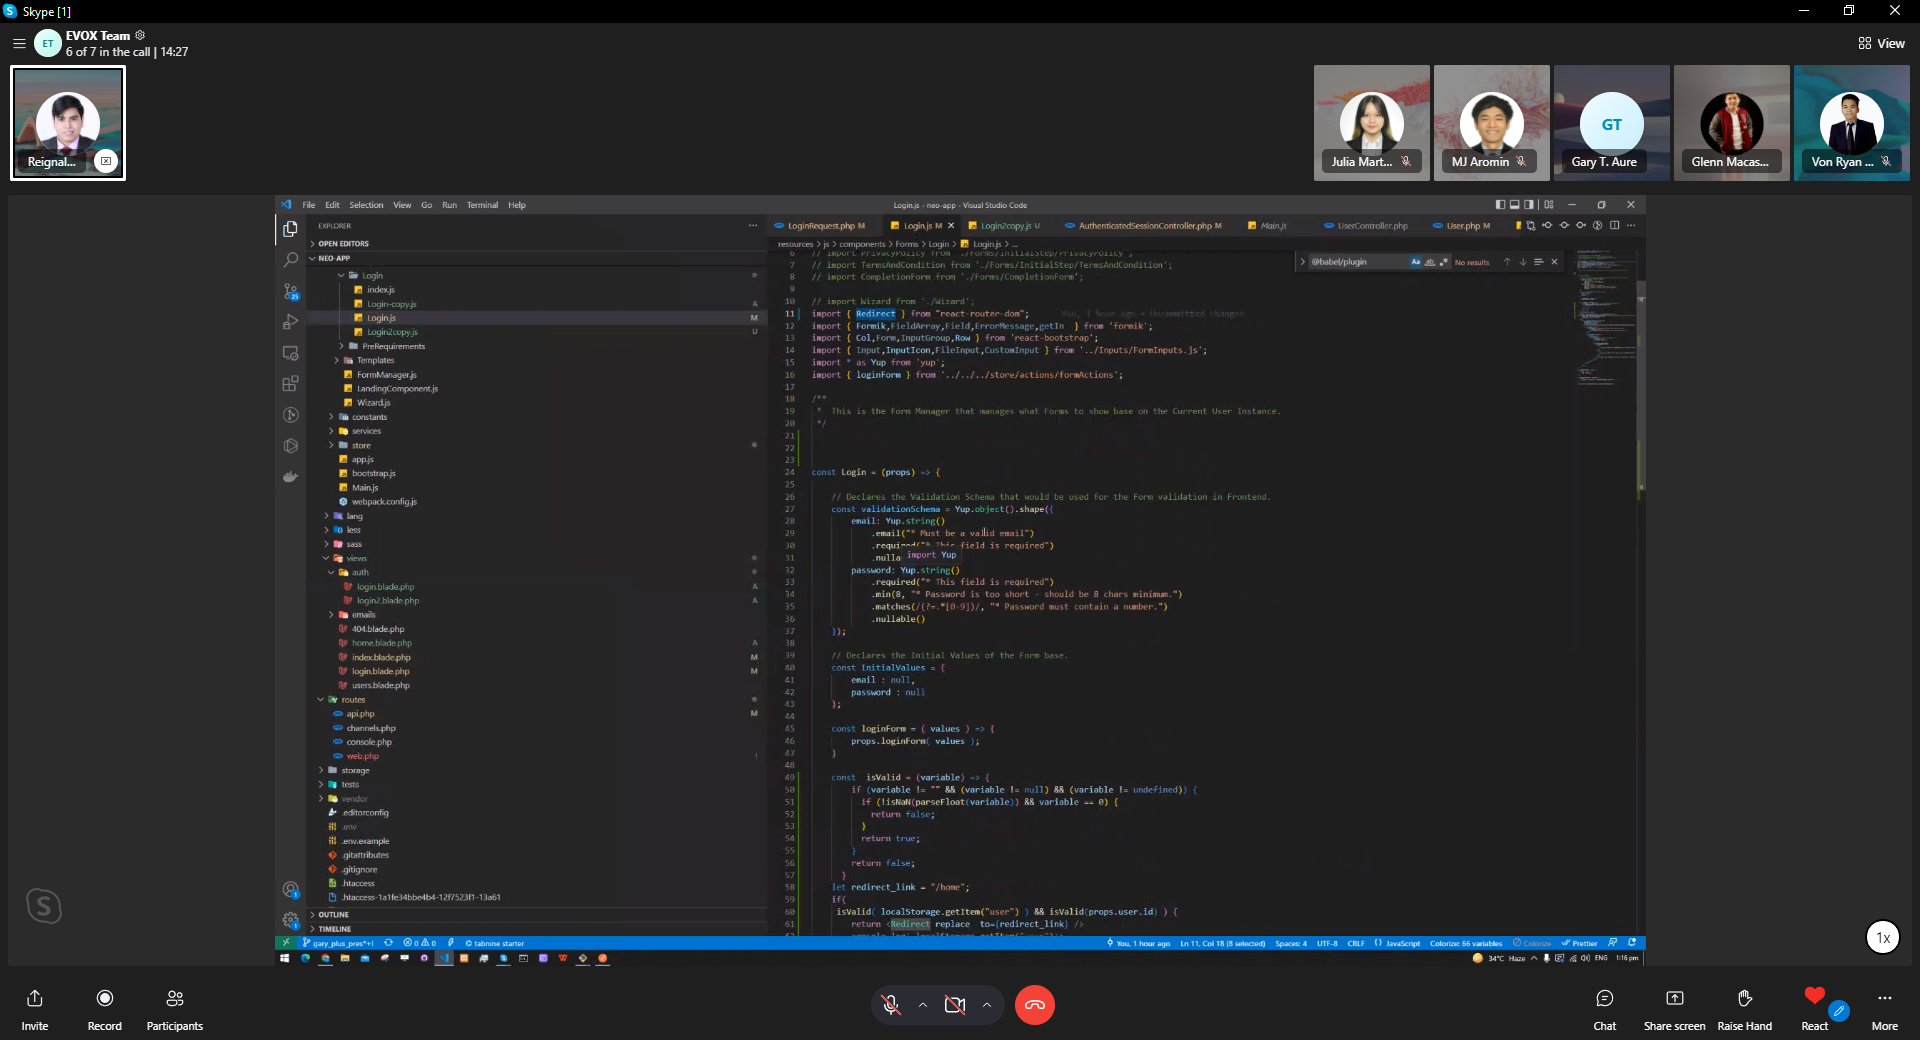 Skype [1]
EVOX Team
6 of 7 in the call | 14:27
View
ET
Reignal...
Julia Mart...
MJ Aromin
GT
Gary T. Aure
Glenn Macas...
Von Ryan ...
File Edit Selection View Go Run Terminal Help
Login.js - neo-app - Visual Studio Code
EXPLORER
LoginRequest.php M
Login.js M
Login2copy.js U
AuthenticatedSessionController.php M
Main.js
UserController.php
User.php M
OPEN EDITORS
NEO-APP
resources > js > components > Forms > Login > Login.js > ...
@babel/plugin
No results
Login
index.js
Login-copy.js A
Login.js M
Login2copy.js U
PreRequirements
Templates
FormManager.js
LandingComponent.js
Wizard.js
constants
services
store
app.js
bootstrap.js
Main.js
webpack.config.js
lang
less
sass
views
auth
login.blade.php A
login2.blade.php A
emails
404.blade.php
home.blade.php A
index.blade.php M
login.blade.php M
users.blade.php
routes
api.php M
channels.php
console.php
web.php
storage
tests
vendor
.editorconfig
.env
.env.example
.gitattributes
.gitignore
.htaccess
.htaccess-1a1fe34bbe4b4-12f7523f1-13a61
OUTLINE
TIMELINE
6 // import PrivacyPolicy from './Forms/InitialStep/PrivacyPolicy';
7 // import TermsAndCondition from './Forms/InitialStep/TermsAndCondition';
8 // import CompletionForm from './Forms/CompletionForm';
9
10 // import Wizard from './Wizard';
11 import { Redirect } from "react-router-dom"; You, 1 hour ago • Uncommitted changes
12 import { Formik,FieldArray,Field,ErrorMessage,getIn } from 'formik';
13 import { Col,Form,InputGroup,Row } from 'react-bootstrap';
14 import { Input,InputIcon,FileInput,CustomInput } from '../Inputs/FormInputs.js';
15 import * as Yup from 'yup';
16 import { loginForm } from '../../../store/actions/formActions';
17
18 /**
19 * This is the Form Manager that manages what Forms to show base on the Current User Instance.
20 */
21
22
23
24 const Login = (props) => {
25
26 // Declares the Validation Schema that would be used for the Form validation in Frontend.
27 const validationSchema = Yup.object().shape({
28 email: Yup.string()
29 .email("* Must be a valid email")
30 .required("* This field is required")
31 .nulla
import Yup
32 password: Yup.string()
33 .required("* This field is required")
34 .min(8, "* Password is too short - should be 8 chars minimum.")
35 .matches(/(?=.*[0-9])/, "* Password must contain a number.")
36 .nullable()
37 });
38
39 // Declares the Initial Values of the Form base.
40 const InitialValues = {
41 email : null,
42 password : null
43 };
44
45 const loginForm = ( values ) => {
46 props.loginForm( values );
47 }
48
49 const isValid = (variable) => {
50 if (variable != "" && (variable != null) && (variable != undefined)) {
51 if (!isNaN(parseFloat(variable)) && variable == 0) {
52 return false;
53 }
54 return true;
55 }
56 return false;
57 }
58 let redirect_link = "/home";
59 if(
60 isValid( localStorage.getItem("user") ) && isValid(props.user.id) ) {
61 return <Redirect replace to={redirect_link} />
gary_plus_pres*+!
0 0
tabnine starter
You, 1 hour ago
Ln 11, Col 18 (8 selected)
Spaces: 4
UTF-8
CRLF
JavaScript
Colorize: 66 variables
Colorize
Prettier
34°C Haze
ENG
1:16 pm
1x
Invite
Record
Participants
Chat
Share screen
Raise Hand
React
More